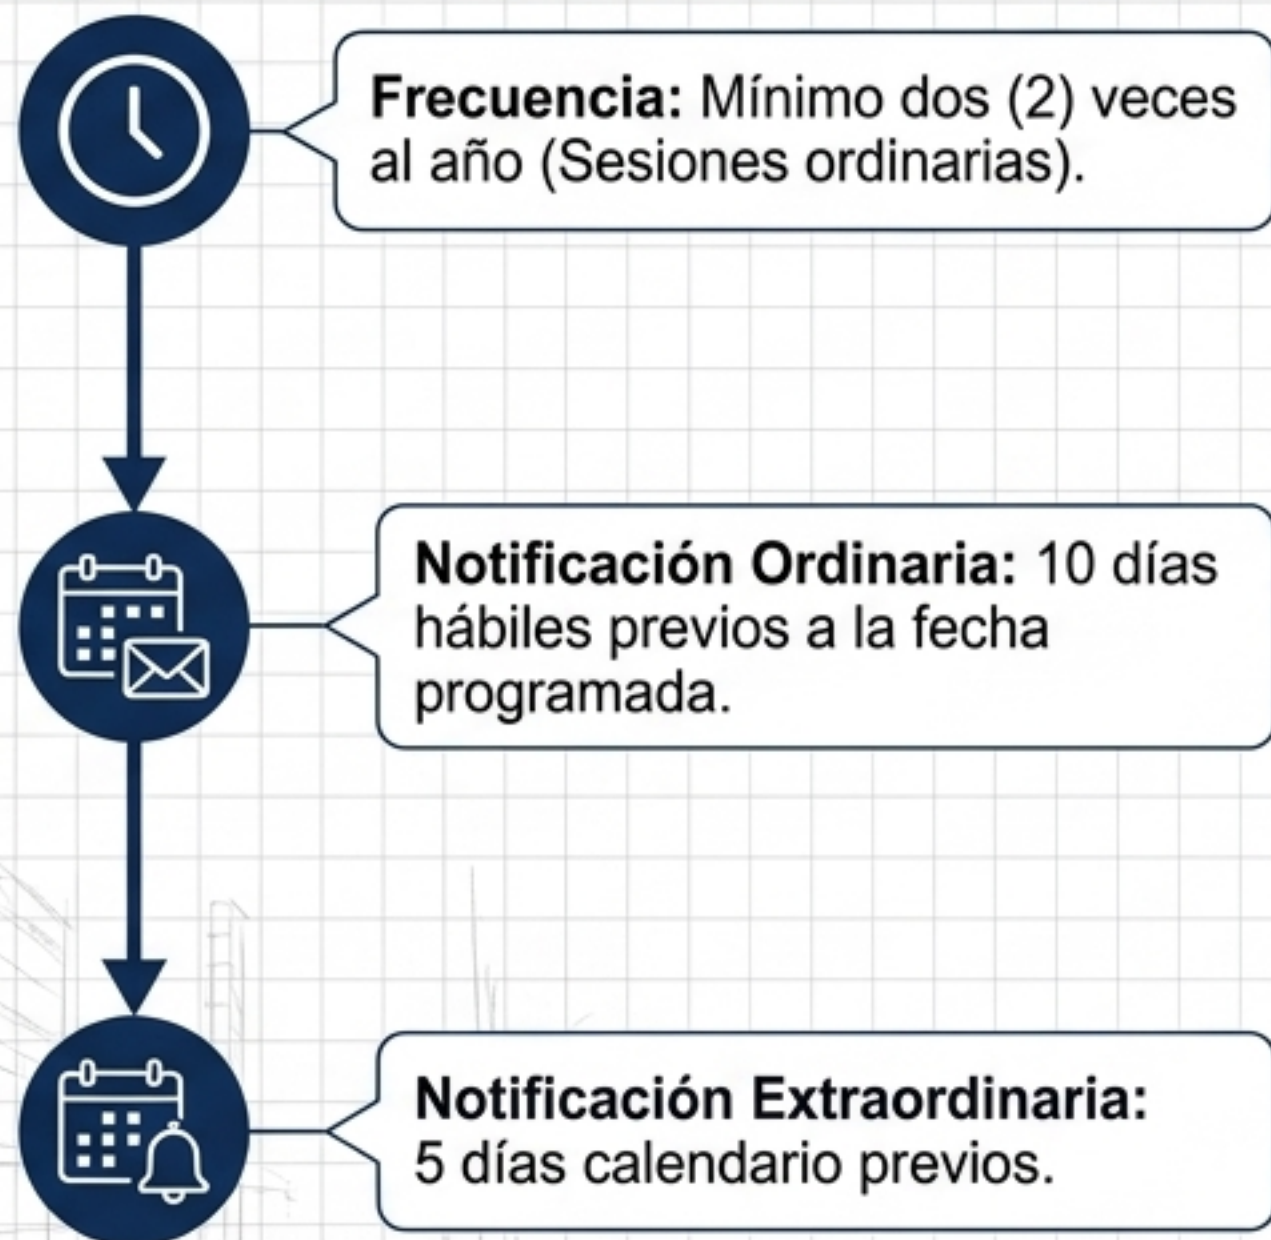 Frecuencia: Mínimo dos (2) veces
al año (Sesiones ordinarias).
Notificación Ordinaria: 10 días
hábiles previos a la fecha
programada.
Notificación Extraordinaria:
5 días calendario previos.